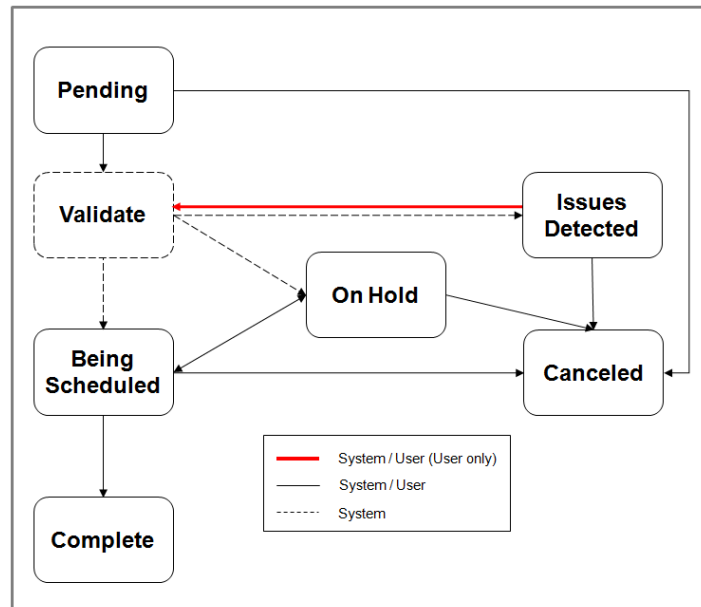 Pending
Validate
Issues
Detected
On Hold
Being
Scheduled
Canceled
System / User (User only)
System / User
System
Complete